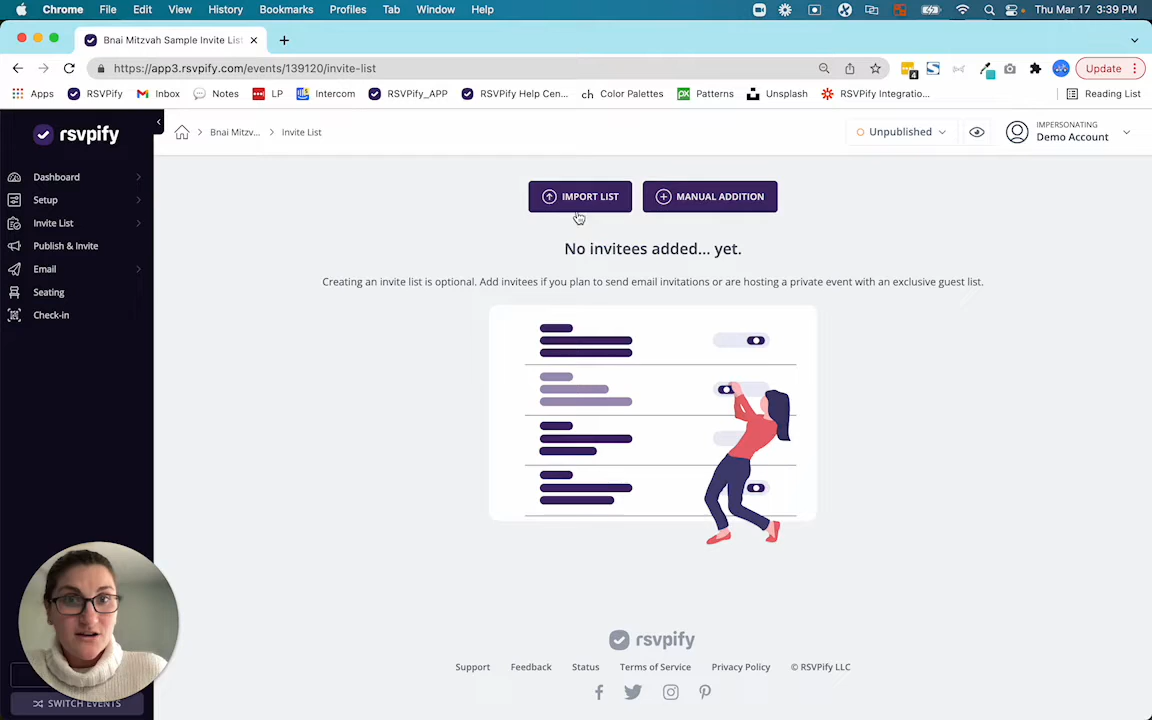 Chrome File Edit View History Bookmarks Profiles Tab Window Help
Thu Mar 17 3:39 PM
Bnai Mitzvah Sample Invite Lis
https://app3.rsvpify.com/events/139120/invite-list
4
Update
Apps RSVPify Inbox Notes LP Intercom RSVPify_APP RSVPify Help Cen... ch Color Palettes Patterns Unsplash RSVPify Integratio... Reading List
rsvpify
Bnai Mitzv... > Invite List
Unpublished
IMPERSONATING
Demo Account
Dashboard
Setup
Invite List
Publish & Invite
Email
Seating
Check-in
SWITCH EVENTS
IMPORT LIST
MANUAL ADDITION
No invitees added... yet.
Creating an invite list is optional. Add invitees if you plan to send email invitations or are hosting a private event with an exclusive guest list.
rsvpify
Support Feedback Status Terms of Service Privacy Policy © RSVPify LLC